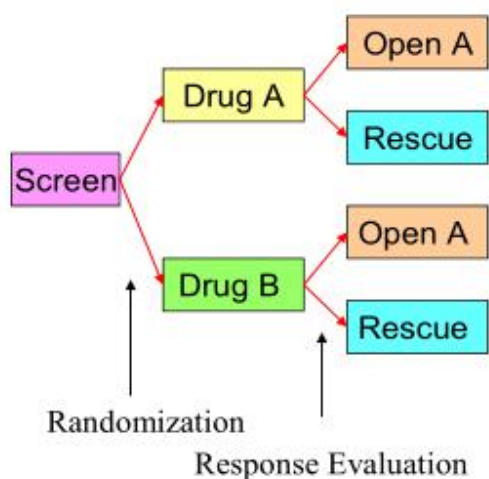 Open A
Drug A
Rescue
Screen
Open A
Drug B
Rescue
Randomization
Response Evaluation